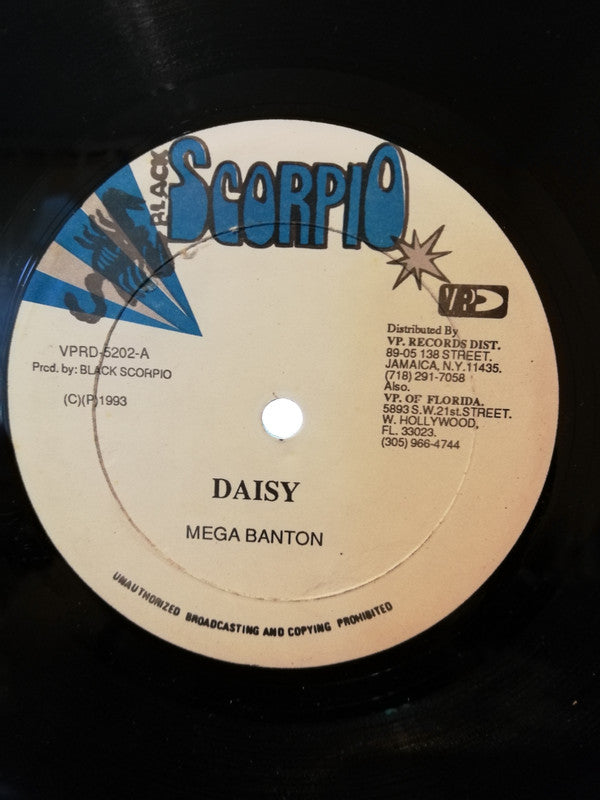 BLACK
SCORPIO
VPRD
VPRD-5202-A
Prod. by: BLACK SCORPIO
(C)(P)1993
Distributed By
VP. RECORDS DIST.
89-05 138 STREET.
JAMAICA, N.Y.11435.
(718) 291-7058
Also.
VP. OF FLORIDA.
5893 S.W.21st.STREET.
W. HOLLYWOOD,
FL. 33023.
(305) 966-4744
DAISY
MEGA BANTON
UNAUTHORIZED BROADCASTING AND COPYING PROHIBITED